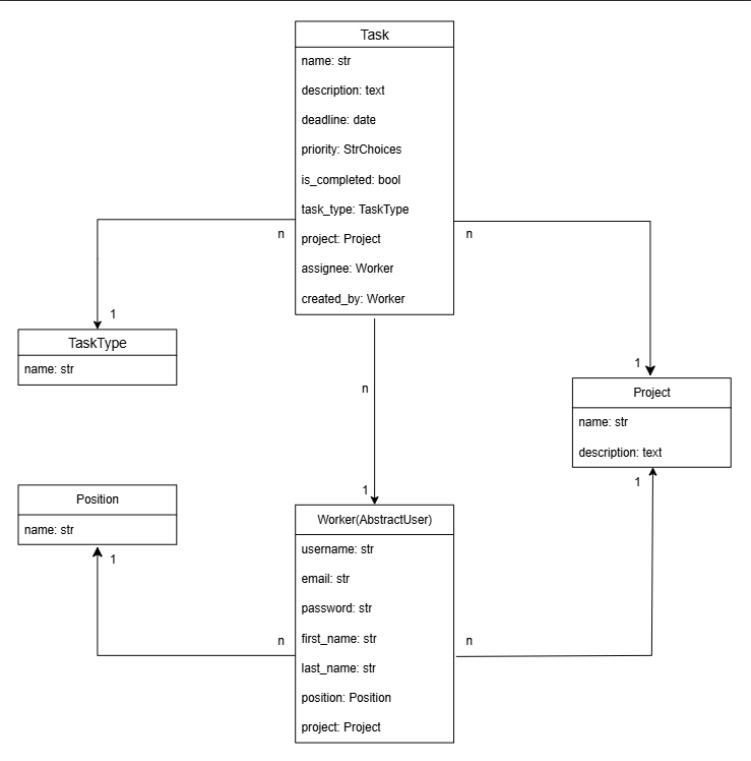 Task
name: str
description: text
deadline: date
priority: StrChoices
is_completed: bool
task_type: TaskType
project: Project
assignee: Worker
created_by: Worker
n
n
1
TaskType
name: str
n
1
Project
name: str
description: text
1
1
Position
name: str
1
n
Worker(AbstractUser)
username: str
email: str
password: str
first_name: str
last_name: str
position: Position
project: Project
n